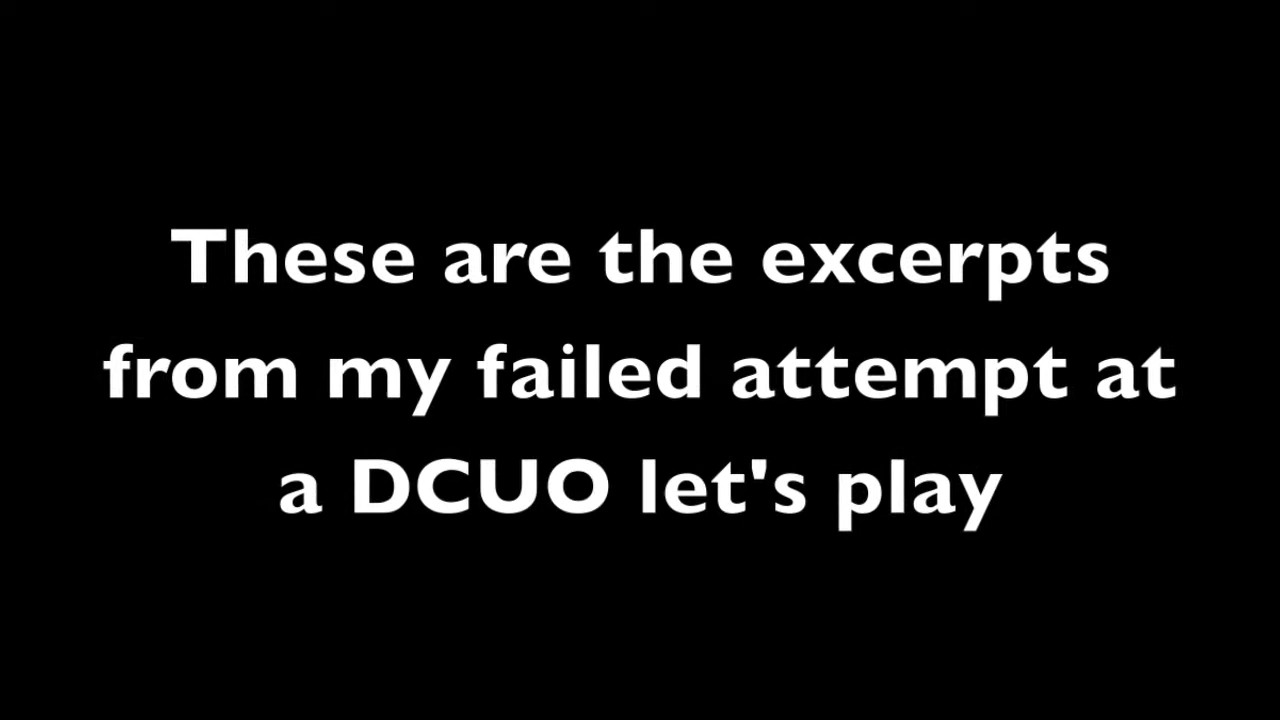 These are the excerpts
from my failed attempt at
a DCUO let's play